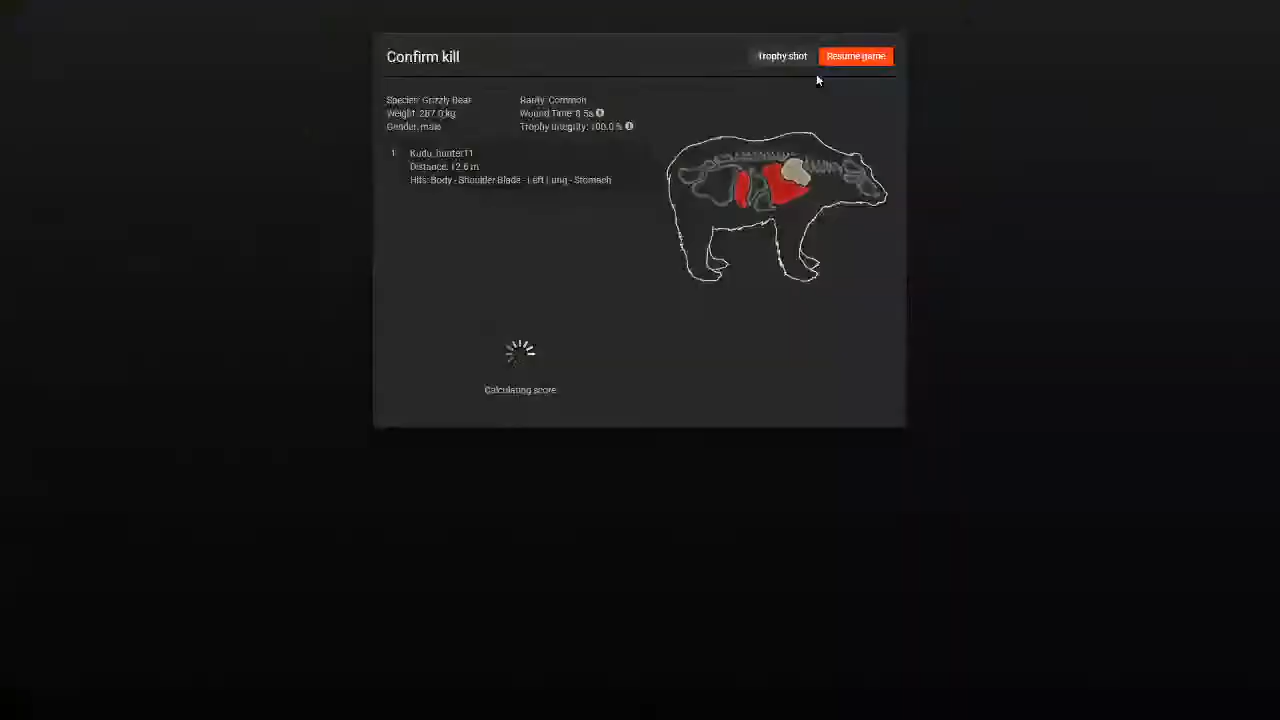 Confirm kill
Trophy shot
Resume game
Species: Grizzly Bear
Weight: 287.0 kg
Gender: male
Rarity: Common
Wound Time: 8.5s
Trophy Integrity: 100.0 %
1 Kudu_hunter11
Distance: 12.6 m
Hits: Body - Shoulder Blade - Left Lung - Stomach
Calculating score